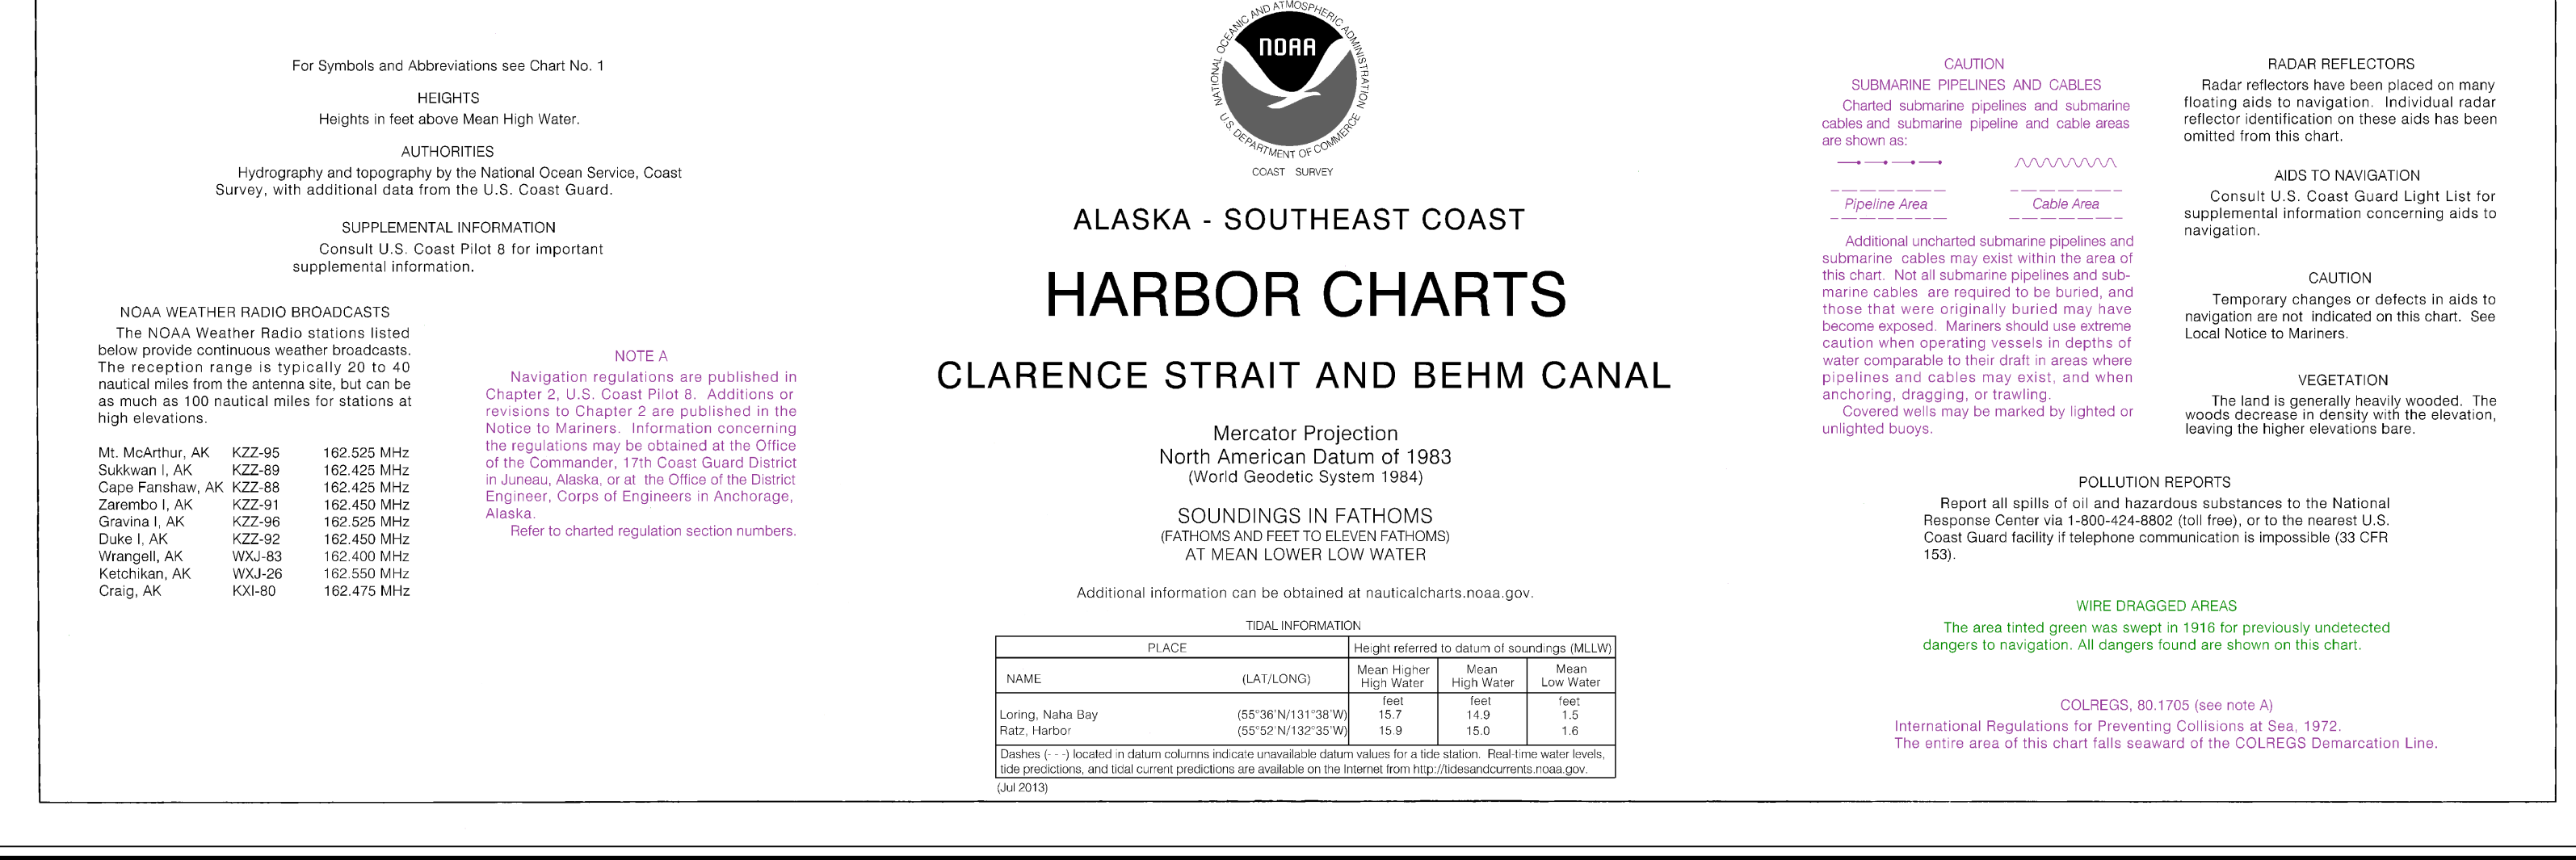 For Symbols and Abbreviations see Chart No. 1
HEIGHTS
Heights in feet above Mean High Water.
AUTHORITIES
Hydrography and topography by the National Ocean Service, Coast
Survey, with additional data from the U.S. Coast Guard.
SUPPLEMENTAL INFORMATION
Consult U.S. Coast Pilot 8 for important
supplemental information.
NOAA WEATHER RADIO BROADCASTS
The NOAA Weather Radio stations listed
below provide continuous weather broadcasts.
The reception range is typically 20 to 40
nautical miles from the antenna site, but can be
as much as 100 nautical miles for stations at
high elevations.
Mt. McArthur, AK KZZ-95 162.525 MHz
Sukkwan I, AK KZZ-89 162.425 MHz
Cape Fanshaw, AK KZZ-88 162.425 MHz
Zarembo I, AK KZZ-91 162.450 MHz
Gravina I, AK KZZ-96 162.525 MHz
Duke I, AK KZZ-92 162.450 MHz
Wrangell, AK WXJ-83 162.400 MHz
Ketchikan, AK WXJ-26 162.550 MHz
Craig, AK KXI-80 162.475 MHz
NOTE A
Navigation regulations are published in
Chapter 2, U.S. Coast Pilot 8. Additions or
revisions to Chapter 2 are published in the
Notice to Mariners. Information concerning
the regulations may be obtained at the Office
of the Commander, 17th Coast Guard District
in Juneau, Alaska, or at the Office of the District
Engineer, Corps of Engineers in Anchorage,
Alaska.
Refer to charted regulation section numbers.
NATIONAL OCEANIC AND ATMOSPHERIC ADMINISTRATION
NOAA
U.S. DEPARTMENT OF COMMERCE
COAST SURVEY
ALASKA - SOUTHEAST COAST
HARBOR CHARTS
CLARENCE STRAIT AND BEHM CANAL
Mercator Projection
North American Datum of 1983
(World Geodetic System 1984)
SOUNDINGS IN FATHOMS
(FATHOMS AND FEET TO ELEVEN FATHOMS)
AT MEAN LOWER LOW WATER
Additional information can be obtained at nauticalcharts.noaa.gov.
TIDAL INFORMATION
PLACE Height referred to datum of soundings (MLLW)
NAME (LAT/LONG) Mean Higher High Water Mean High Water Mean Low Water
feet feet feet
Loring, Naha Bay (55°36'N/131°38'W) 15.7 14.9 1.5
Ratz, Harbor (55°52'N/132°35'W) 15.9 15.0 1.6
Dashes (- - -) located in datum columns indicate unavailable datum values for a tide station. Real-time water levels,
tide predictions, and tidal current predictions are available on the Internet from http://tidesandcurrents.noaa.gov.
(Jul 2013)
CAUTION
SUBMARINE PIPELINES AND CABLES
Charted submarine pipelines and submarine
cables and submarine pipeline and cable areas
are shown as:
Pipeline Area Cable Area
Additional uncharted submarine pipelines and
submarine cables may exist within the area of
this chart. Not all submarine pipelines and sub-
marine cables are required to be buried, and
those that were originally buried may have
become exposed. Mariners should use extreme
caution when operating vessels in depths of
water comparable to their draft in areas where
pipelines and cables may exist, and when
anchoring, dragging, or trawling.
Covered wells may be marked by lighted or
unlighted buoys.
RADAR REFLECTORS
Radar reflectors have been placed on many
floating aids to navigation. Individual radar
reflector identification on these aids has been
omitted from this chart.
AIDS TO NAVIGATION
Consult U.S. Coast Guard Light List for
supplemental information concerning aids to
navigation.
CAUTION
Temporary changes or defects in aids to
navigation are not indicated on this chart. See
Local Notice to Mariners.
VEGETATION
The land is generally heavily wooded. The
woods decrease in density with the elevation,
leaving the higher elevations bare.
POLLUTION REPORTS
Report all spills of oil and hazardous substances to the National
Response Center via 1-800-424-8802 (toll free), or to the nearest U.S.
Coast Guard facility if telephone communication is impossible (33 CFR
153).
WIRE DRAGGED AREAS
The area tinted green was swept in 1916 for previously undetected
dangers to navigation. All dangers found are shown on this chart.
COLREGS, 80.1705 (see note A)
International Regulations for Preventing Collisions at Sea, 1972.
The entire area of this chart falls seaward of the COLREGS Demarcation Line.